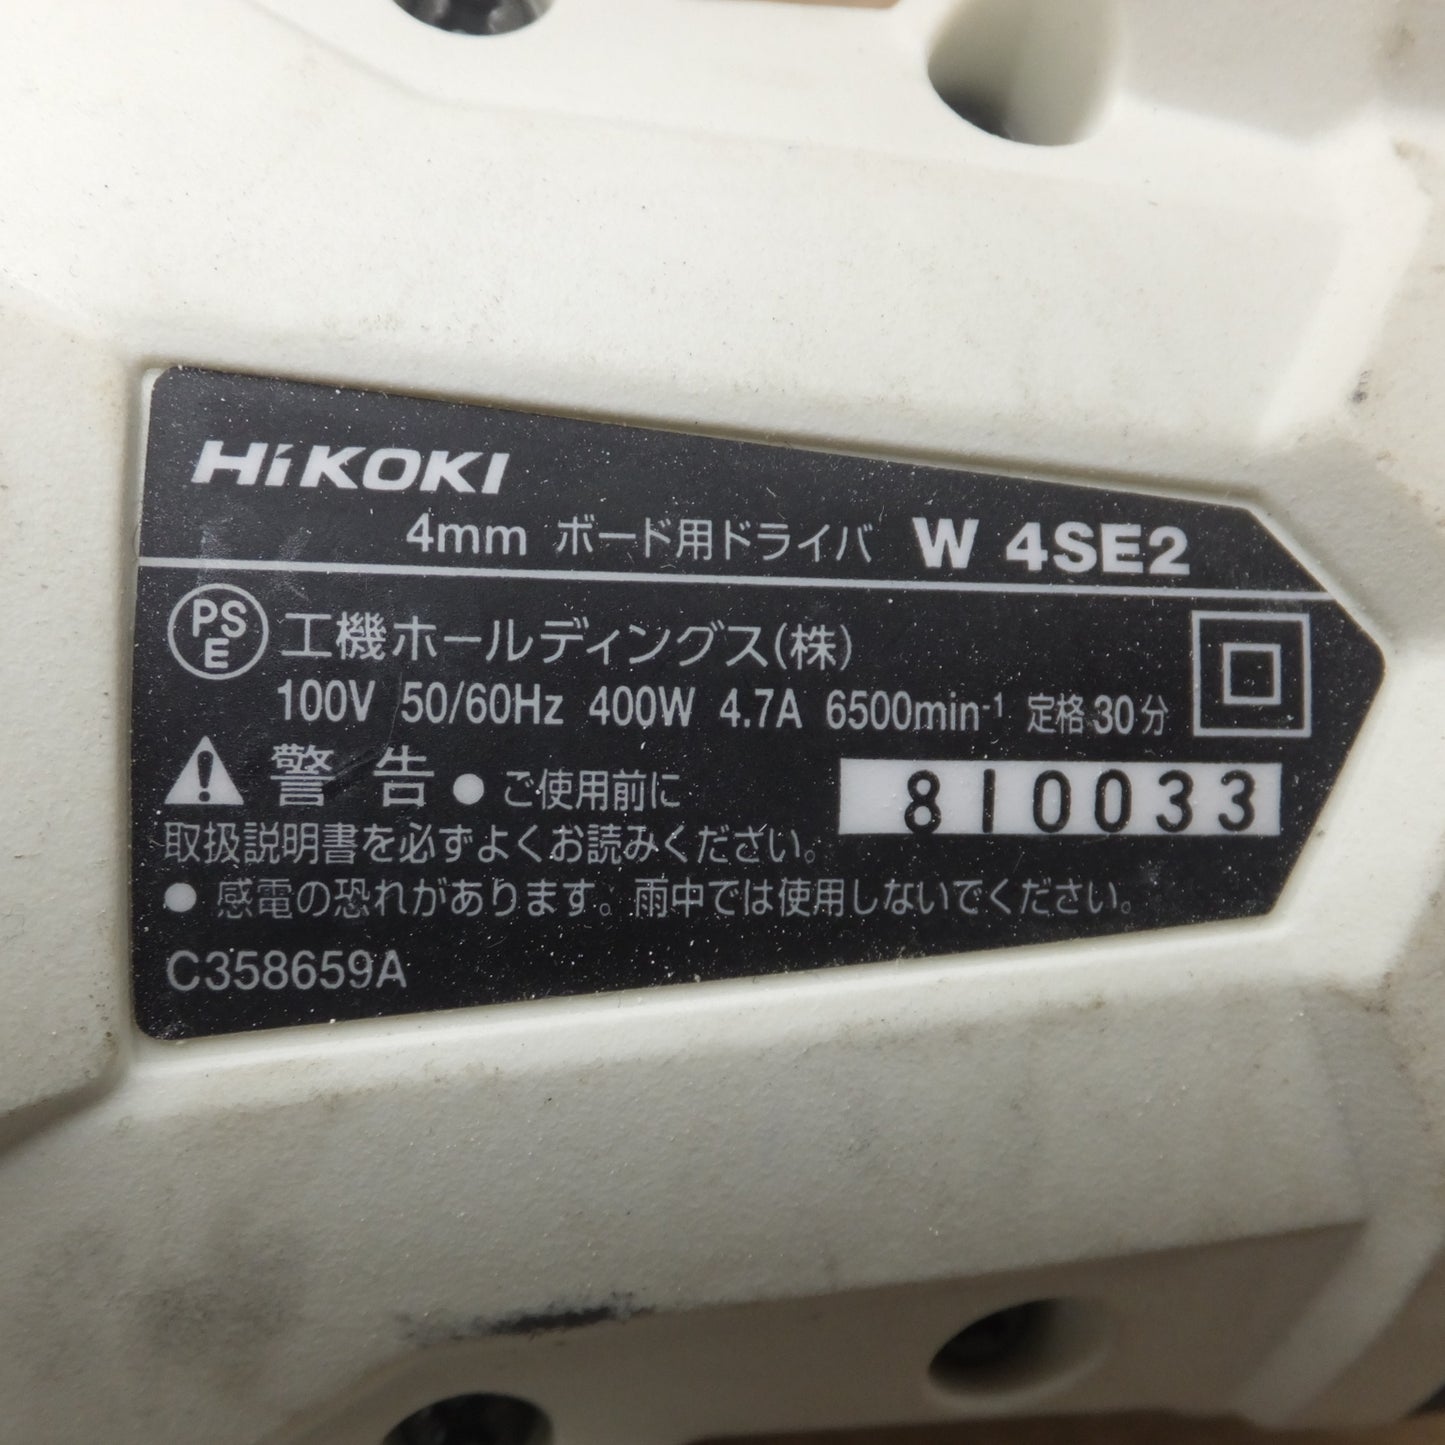 HiKOKI
4mm ボード用ドライバ W 4SE2
PSE 工機ホールディングス(株)
100V 50/60Hz 400W 4.7A 6500min-1 定格30分
警告 ● ご使用前に
810033
取扱説明書を必ずよくお読みください。
● 感電の恐れがあります。雨中では使用しないでください。
C358659A